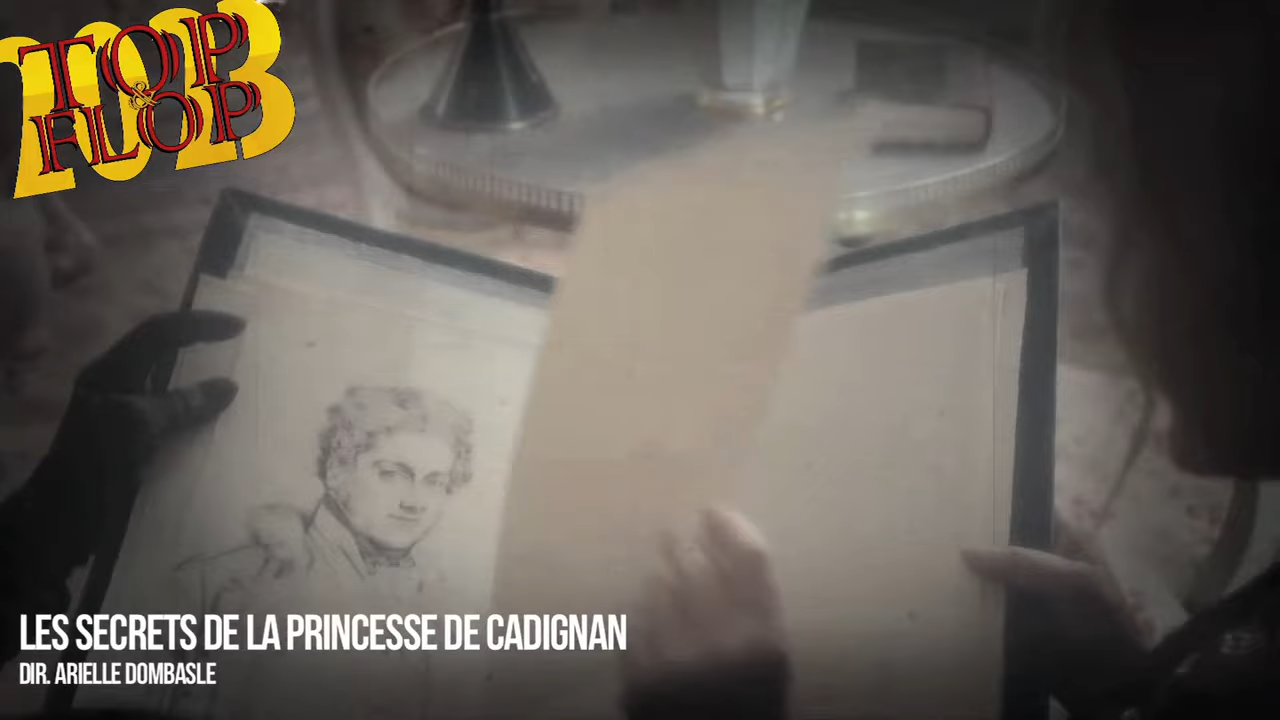 2023
TOP
&
FLOP
LES SECRETS DE LA PRINCESSE DE CADIGNAN
DIR. ARIELLE DOMBASLE